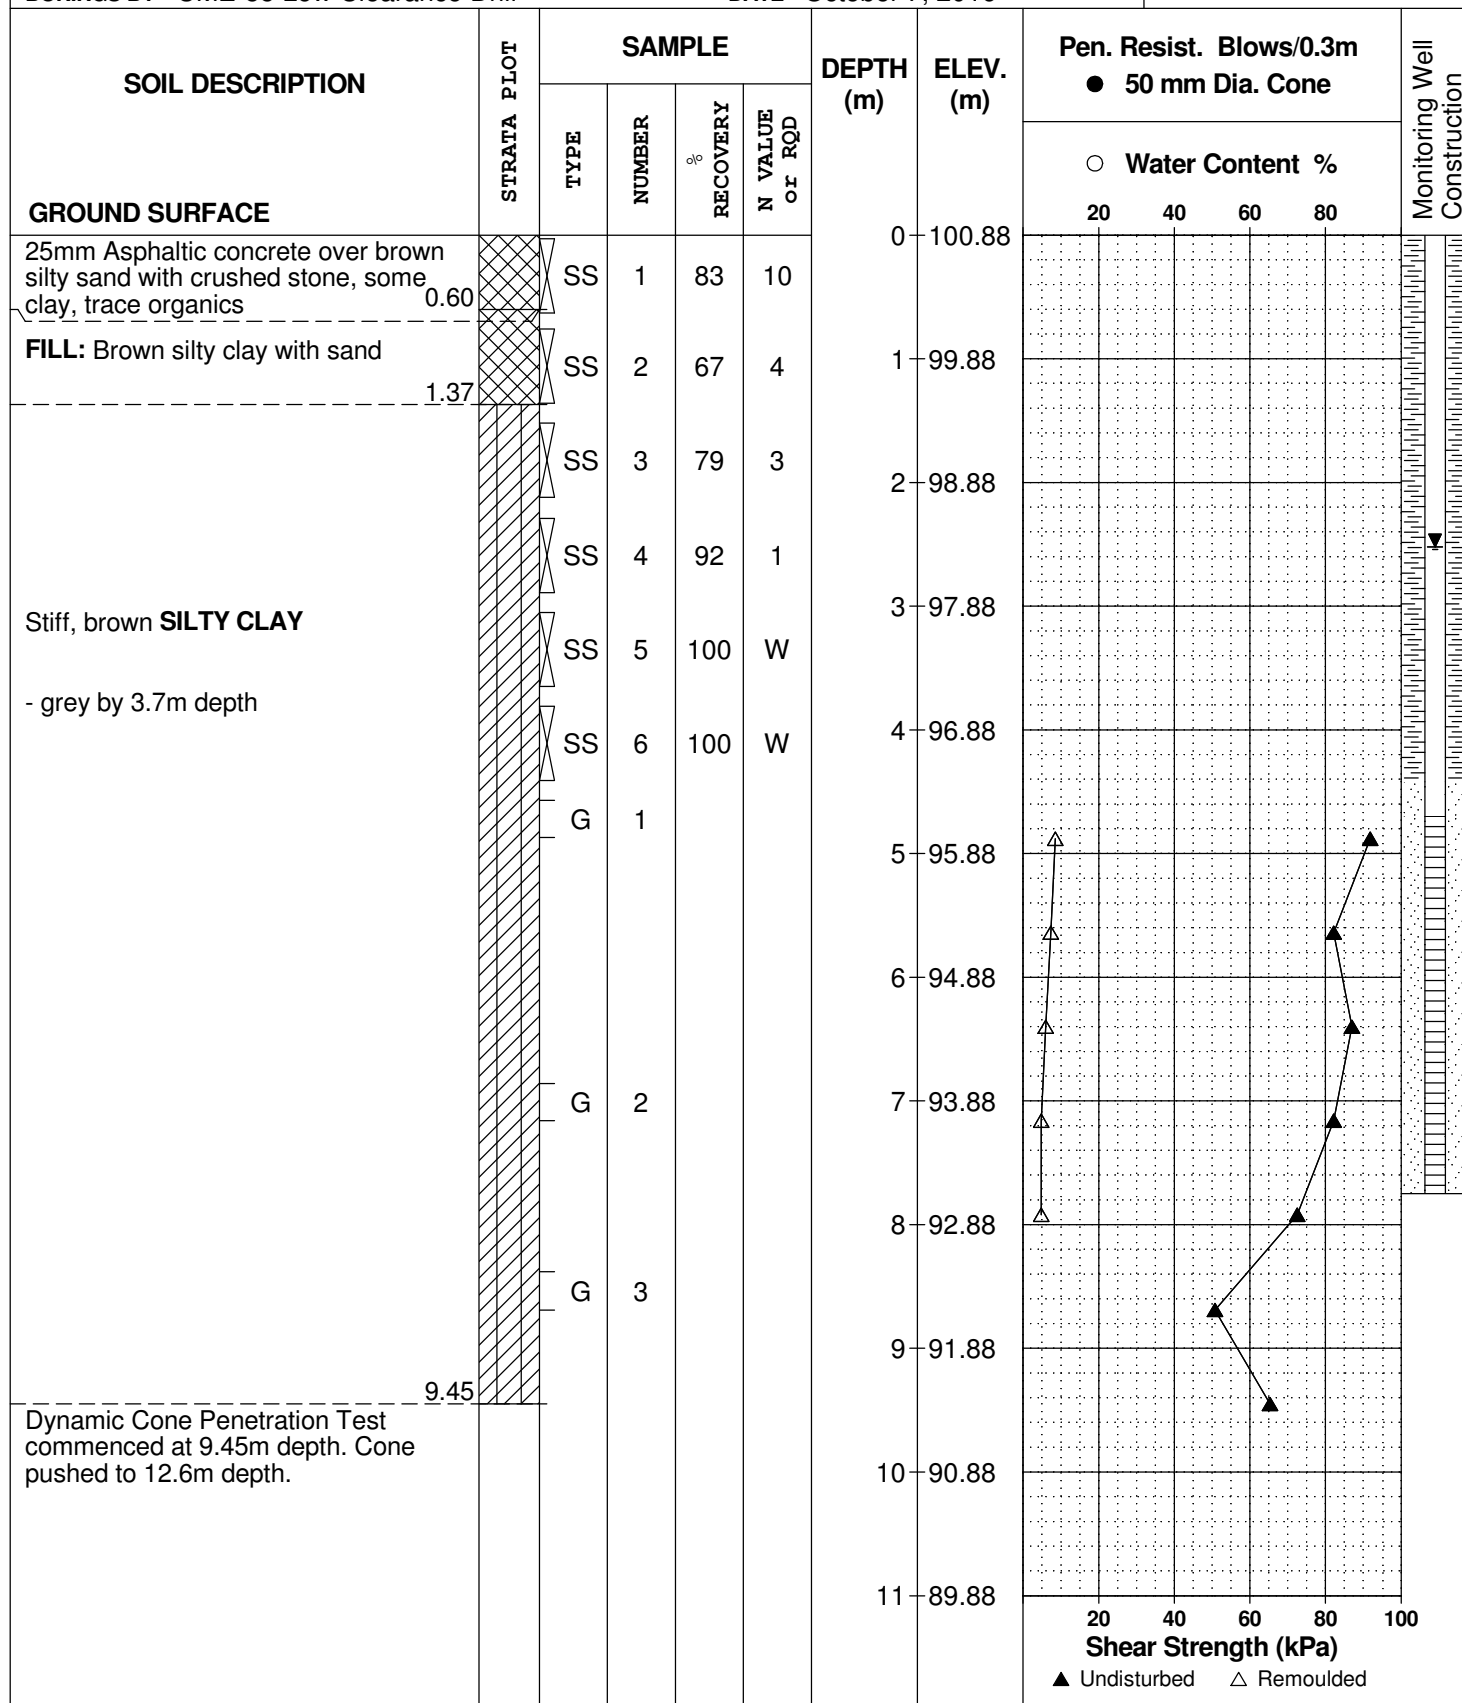 SOIL DESCRIPTION
GROUND SURFACE
STRATA PLOT
SAMPLE
TYPE
NUMBER
% RECOVERY
N VALUE or RQD
DEPTH (m)
ELEV. (m)
Pen. Resist. Blows/0.3m
● 50 mm Dia. Cone
○ Water Content %
20 40 60 80
Monitoring Well Construction
25mm Asphaltic concrete over brown
silty sand with crushed stone, some
clay, trace organics 0.60
FILL: Brown silty clay with sand
1.37
Stiff, brown SILTY CLAY
- grey by 3.7m depth
9.45
Dynamic Cone Penetration Test
commenced at 9.45m depth. Cone
pushed to 12.6m depth.
SS 1 83 10
SS 2 67 4
SS 3 79 3
SS 4 92 1
SS 5 100 W
SS 6 100 W
G 1
G 2
G 3
0 100.88
1 99.88
2 98.88
3 97.88
4 96.88
5 95.88
6 94.88
7 93.88
8 92.88
9 91.88
10 90.88
11 89.88
20 40 60 80 100
Shear Strength (kPa)
▲ Undisturbed △ Remoulded